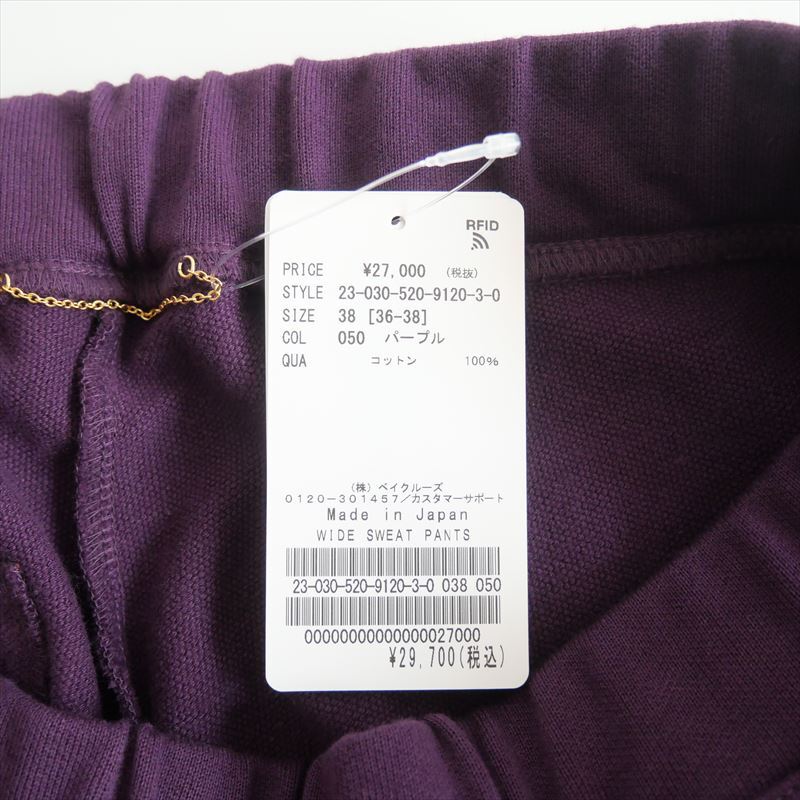 RFID
PRICE ¥27,000 (税抜)
STYLE 23-030-520-9120-3-0
SIZE 38 [36-38]
COL 050 パープル
QUA コットン 100%
(株) ベイクルーズ
0120-301457/カスタマーサポート
Made in Japan
WIDE SWEAT PANTS
23-030-520-9120-3-0 038 050
00000000000000027000
¥29,700(税込)